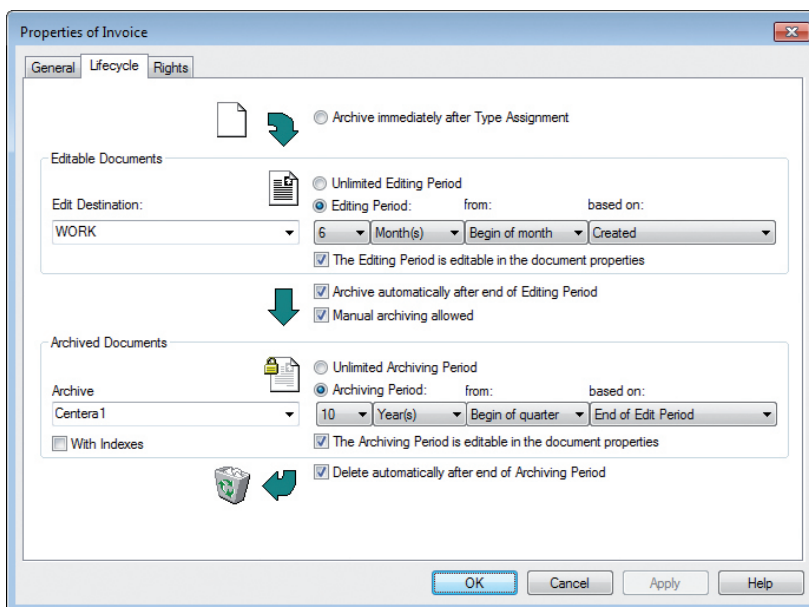 Properties of Invoice
General Lifecycle Rights
Archive immediately after Type Assignment
Editable Documents
Unlimited Editing Period
Edit Destination: Editing Period: from: based on:
WORK 6 Month(s) Begin of month Created
The Editing Period is editable in the document properties
Archive automatically after end of Editing Period
Manual archiving allowed
Archived Documents
Unlimited Archiving Period
Archive Archiving Period: from: based on:
Centera1 10 Year(s) Begin of quarter End of Edit Period
With Indexes The Archiving Period is editable in the document properties
Delete automatically after end of Archiving Period
OK Cancel Apply Help